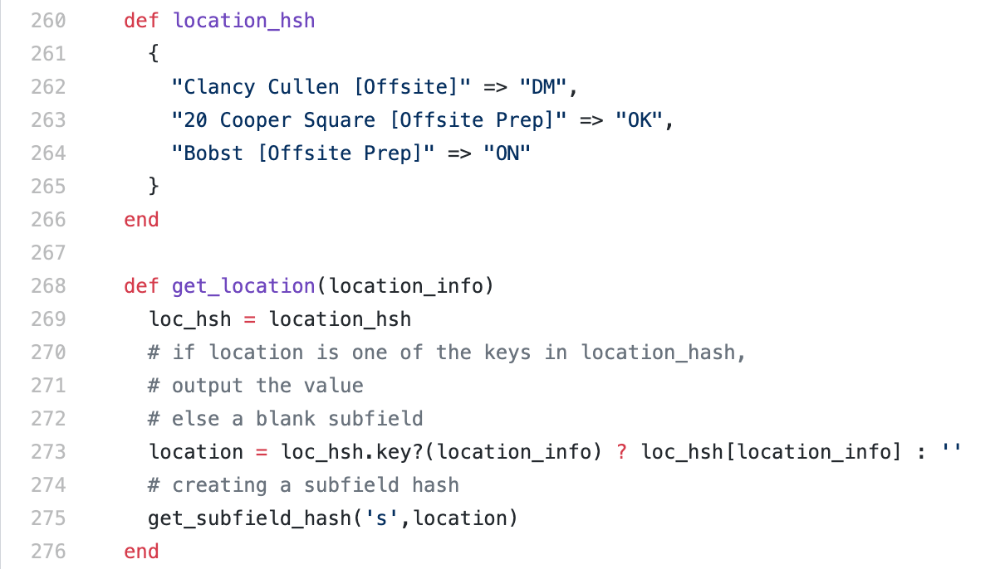 260 def location_hsh
261 {
262 "Clancy Cullen [Offsite]" => "DM",
263 "20 Cooper Square [Offsite Prep]" => "OK",
264 "Bobst [Offsite Prep]" => "ON"
265 }
266 end
267
268 def get_location(location_info)
269 loc_hsh = location_hsh
270 # if location is one of the keys in location_hash,
271 # output the value
272 # else a blank subfield
273 location = loc_hsh.key?(location_info) ? loc_hsh[location_info] : ''
274 # creating a subfield hash
275 get_subfield_hash('s',location)
276 end